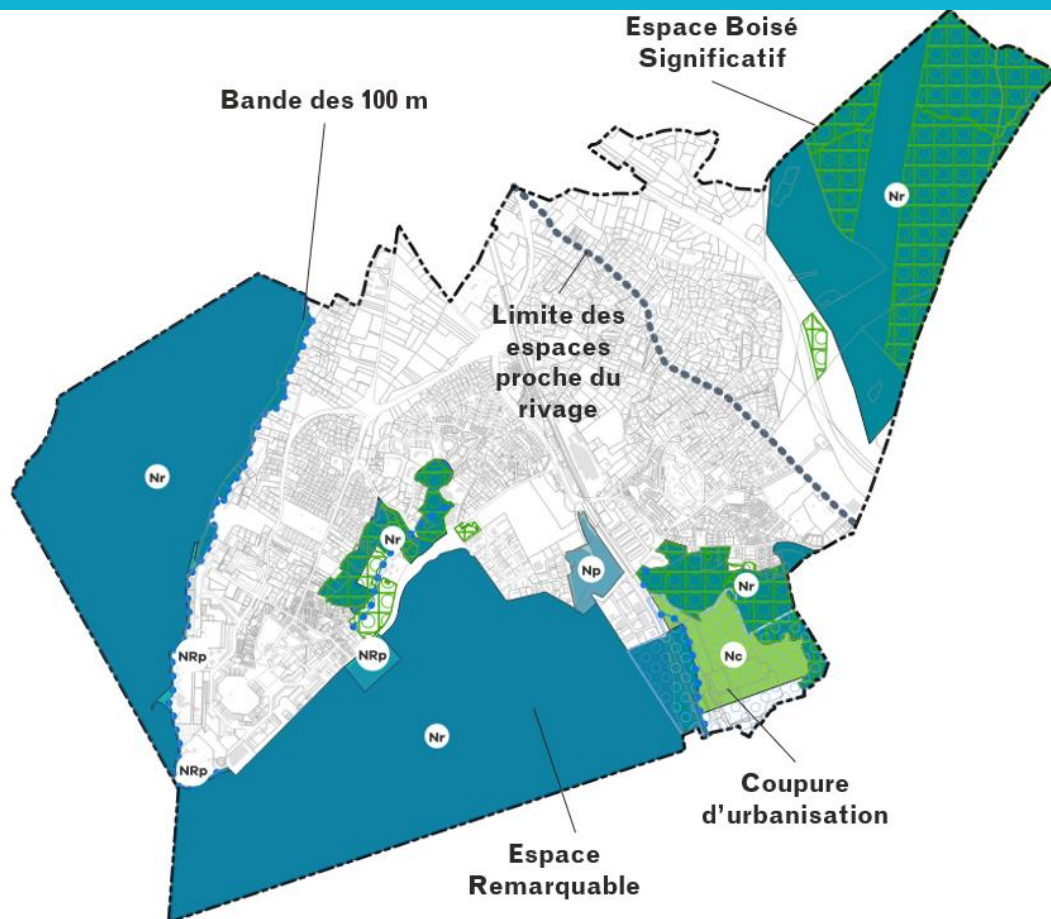 Espace Boisé
Significatif
Bande des 100 m
Nr
Limite des
espaces
proche du
rivage
Nr
Nr
Np
Nr
NRp
NRp
Nc
Nr
NRp
Coupure
d'urbanisation
Espace
Remarquable